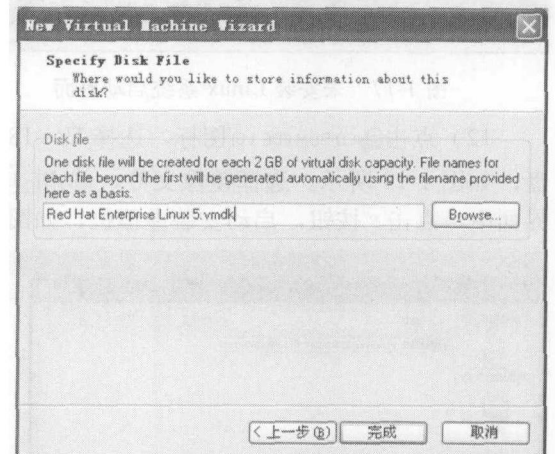 New Virtual Machine Wizard
Specify Disk File
Where would you like to store information about this
disk?
Disk file
One disk file will be created for each 2 GB of virtual disk capacity. File names for
each file beyond the first will be generated automatically using the filename provided
here as a basis.
Red Hat Enterprise Linux 5.vmdk
Browse...
< 上一步(B)
完成
取消